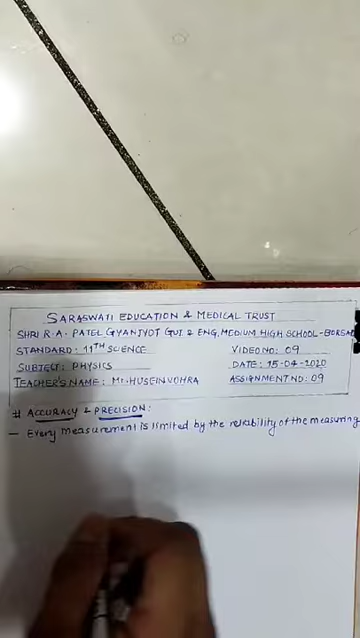 SARASWATI EDUCATION & MEDICAL TRUST
SHRI R.A. PATEL GYANJYOT GUJ. & ENG. MEDIUM HIGH SCHOOL - BORSAD
STANDARD: 11TH SCIENCE VIDEO NO: 09
SUBJECT: PHYSICS DATE: 15-04-2020
TEACHER'S NAME: Mr. HUSEIN VOHRA ASSIGNMENT NO: 09
# ACCURACY & PRECISION:
- Every measurement is limited by the reliability of the measuring